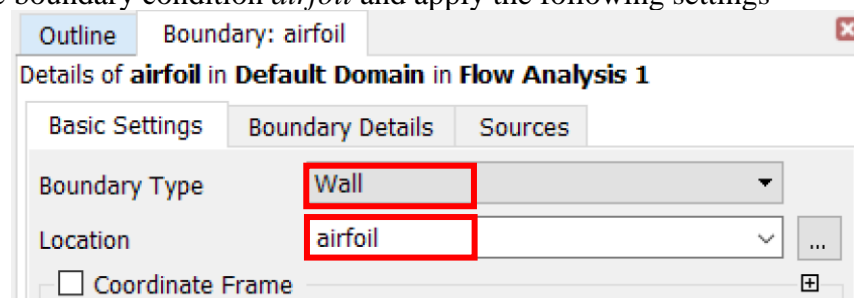 boundary condition airfoil and apply the following settings
Outline Boundary: airfoil
Details of airfoil in Default Domain in Flow Analysis 1
Basic Settings Boundary Details Sources
Boundary Type Wall
Location airfoil ...
Coordinate Frame